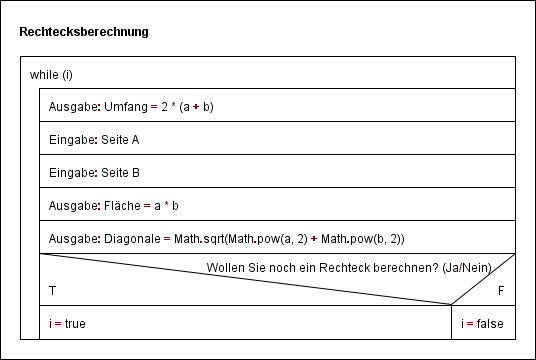 Rechtecksberechnung
while (i)
Ausgabe: Umfang = 2 * (a + b)
Eingabe: Seite A
Eingabe: Seite B
Ausgabe: Fläche = a * b
Ausgabe: Diagonale = Math.sqrt(Math.pow(a, 2) + Math.pow(b, 2))
Wollen Sie noch ein Rechteck berechnen? (Ja/Nein)
T F
i = true i = false